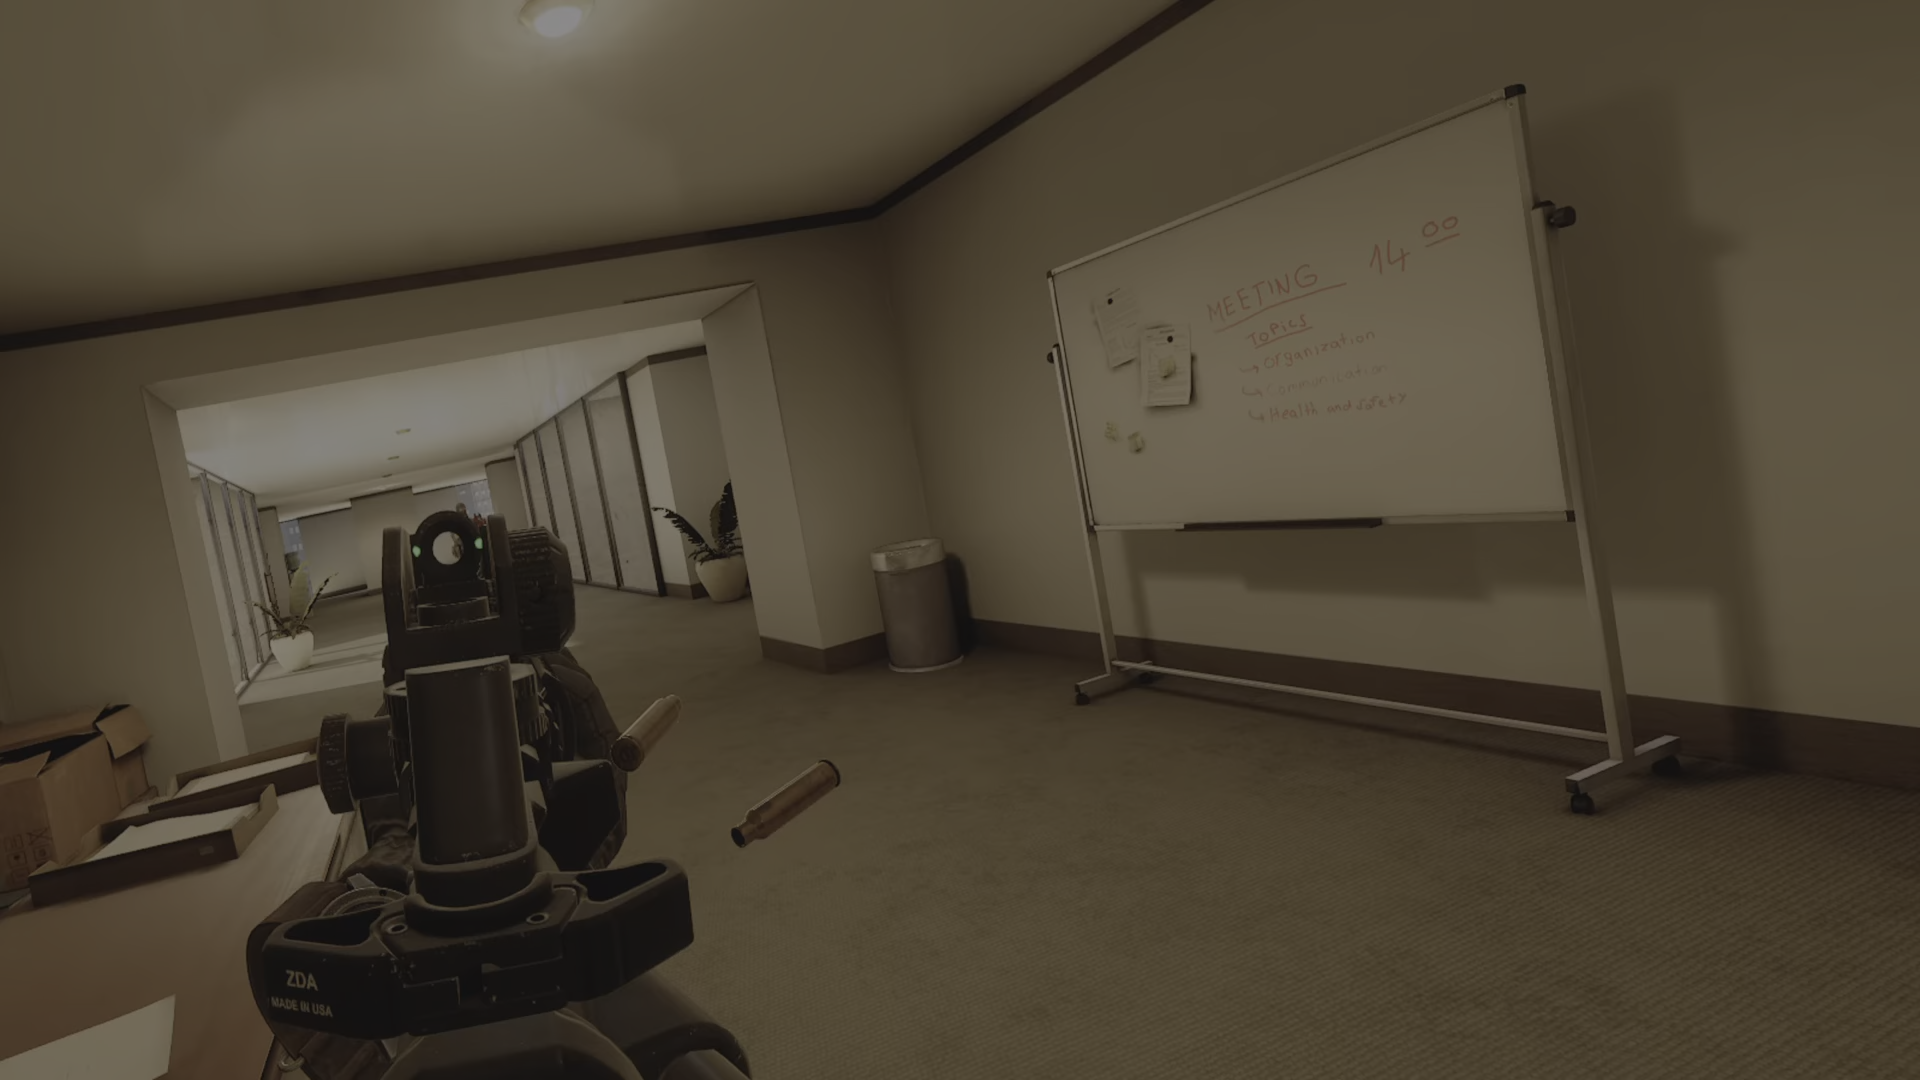 MEETING 14 00
Topics
Organization
Communication
Health and safety
ZDA
MADE IN USA